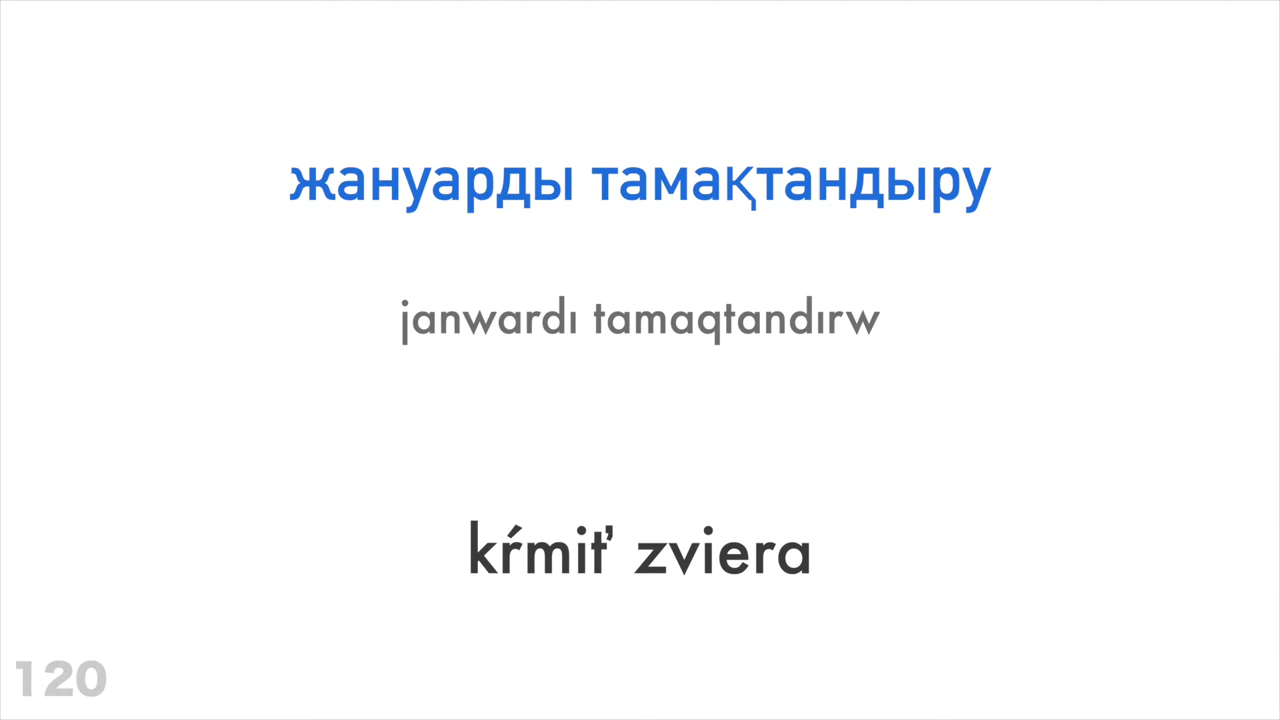 жануарды тамақтандыру
janwardı tamaqtandırw
kŕmiť zviera
120